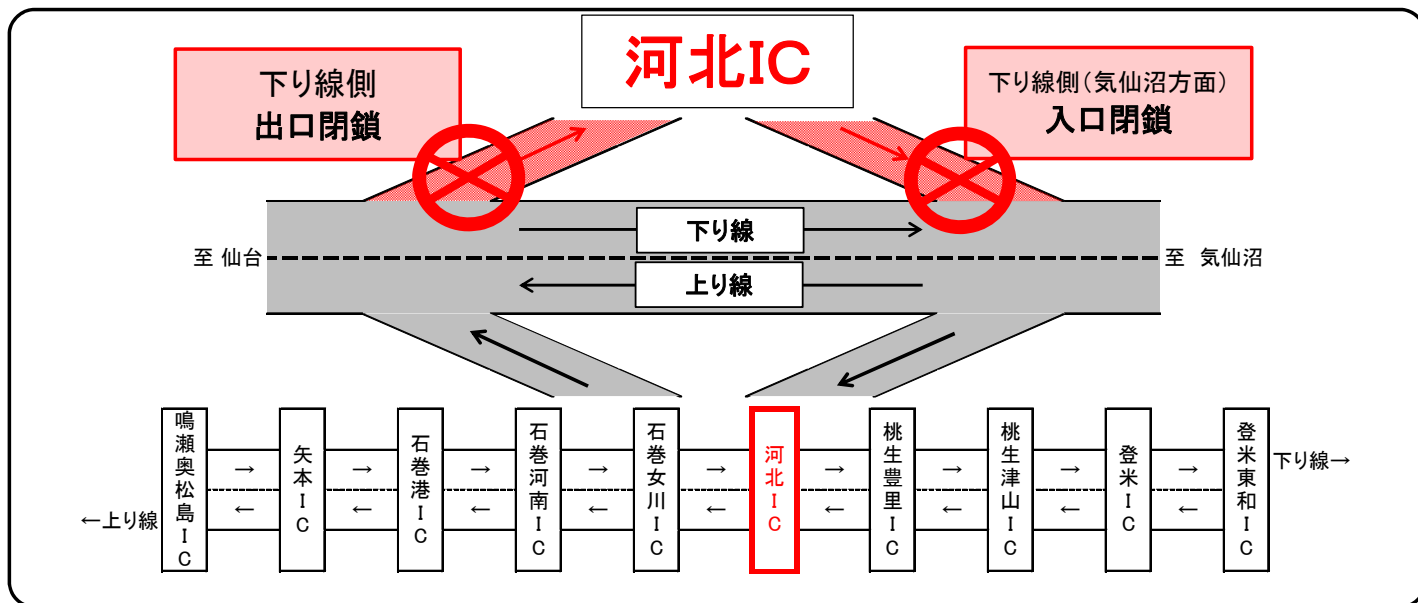 河北IC
下り線側
出口閉鎖
下り線側(気仙沼方面)
入口閉鎖
下り線
至 仙台
至 気仙沼
上り線
鳴瀬奥松島IC
矢本IC
石巻港IC
石巻河南IC
石巻女川IC
河北IC
桃生豊里IC
桃生津山IC
登米IC
登米東和IC
下り線→
←上り線